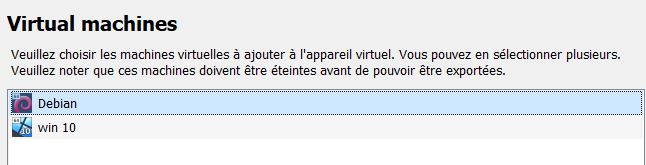 Virtual machines
Veuillez choisir les machines virtuelles à ajouter à l'appareil virtuel. Vous pouvez en sélectionner plusieurs.
Veuillez noter que ces machines doivent être éteintes avant de pouvoir être exportées.
Debian
win 10